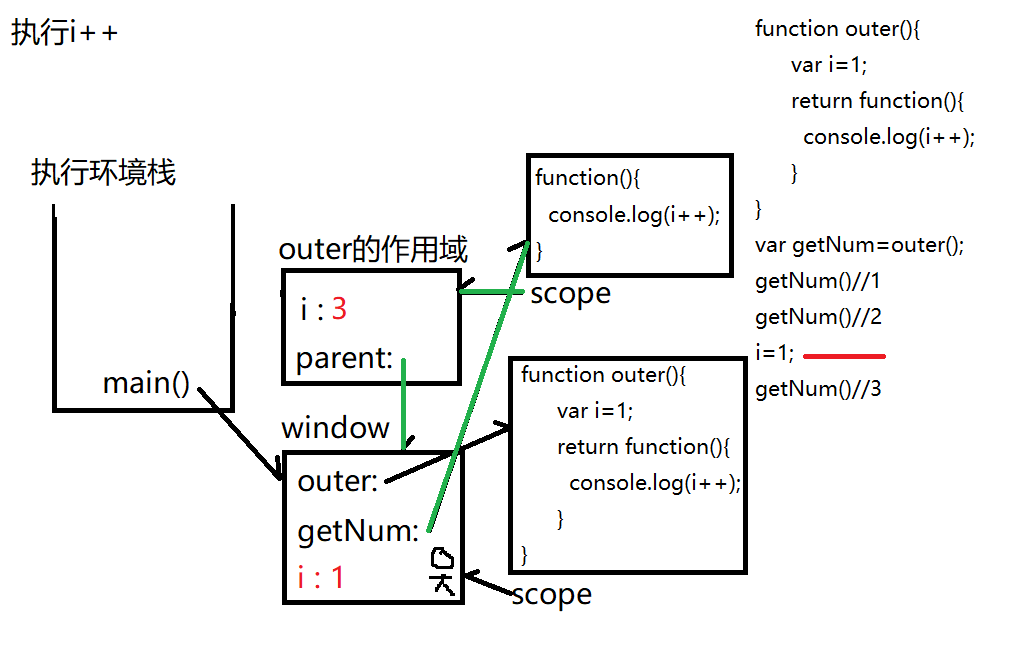 执行i++
执行环境栈
main()
outer的作用域
i : 3
parent:
window
outer:
getNum:
i : 1
function(){
console.log(i++);
}
scope
function outer(){
var i=1;
return function(){
console.log(i++);
}
}
scope
function outer(){
var i=1;
return function(){
console.log(i++);
}
}
var getNum=outer();
getNum()//1
getNum()//2
i=1;
getNum()//3